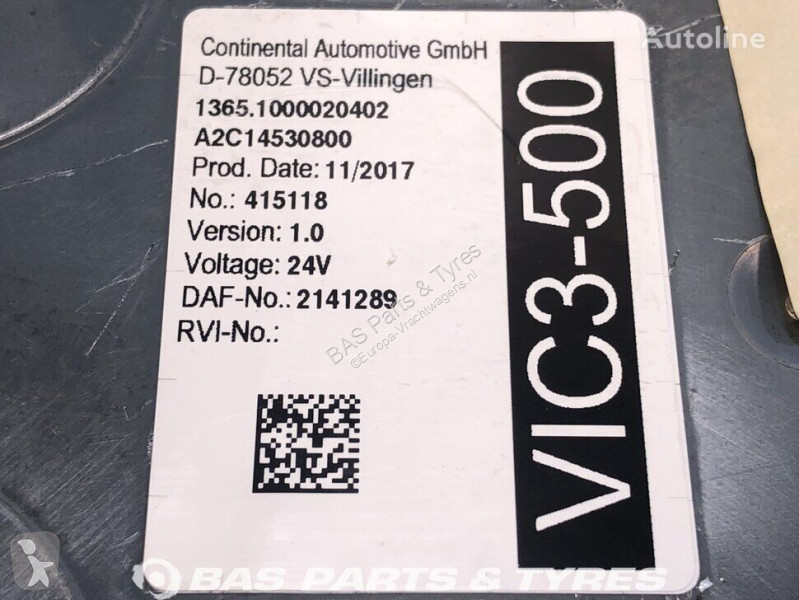 Autoline
Continental Automotive GmbH
D-78052 VS-Villingen
1365.1000020402
A2C14530800
Prod. Date: 11/2017
No.: 415118
Version: 1.0
Voltage: 24V
DAF-No.: 2141289
RVI-No.:
VIC3-500
BAS Parts & Tyres
©Europa-Vrachtwagens.nl
BAS PARTS & TYRES